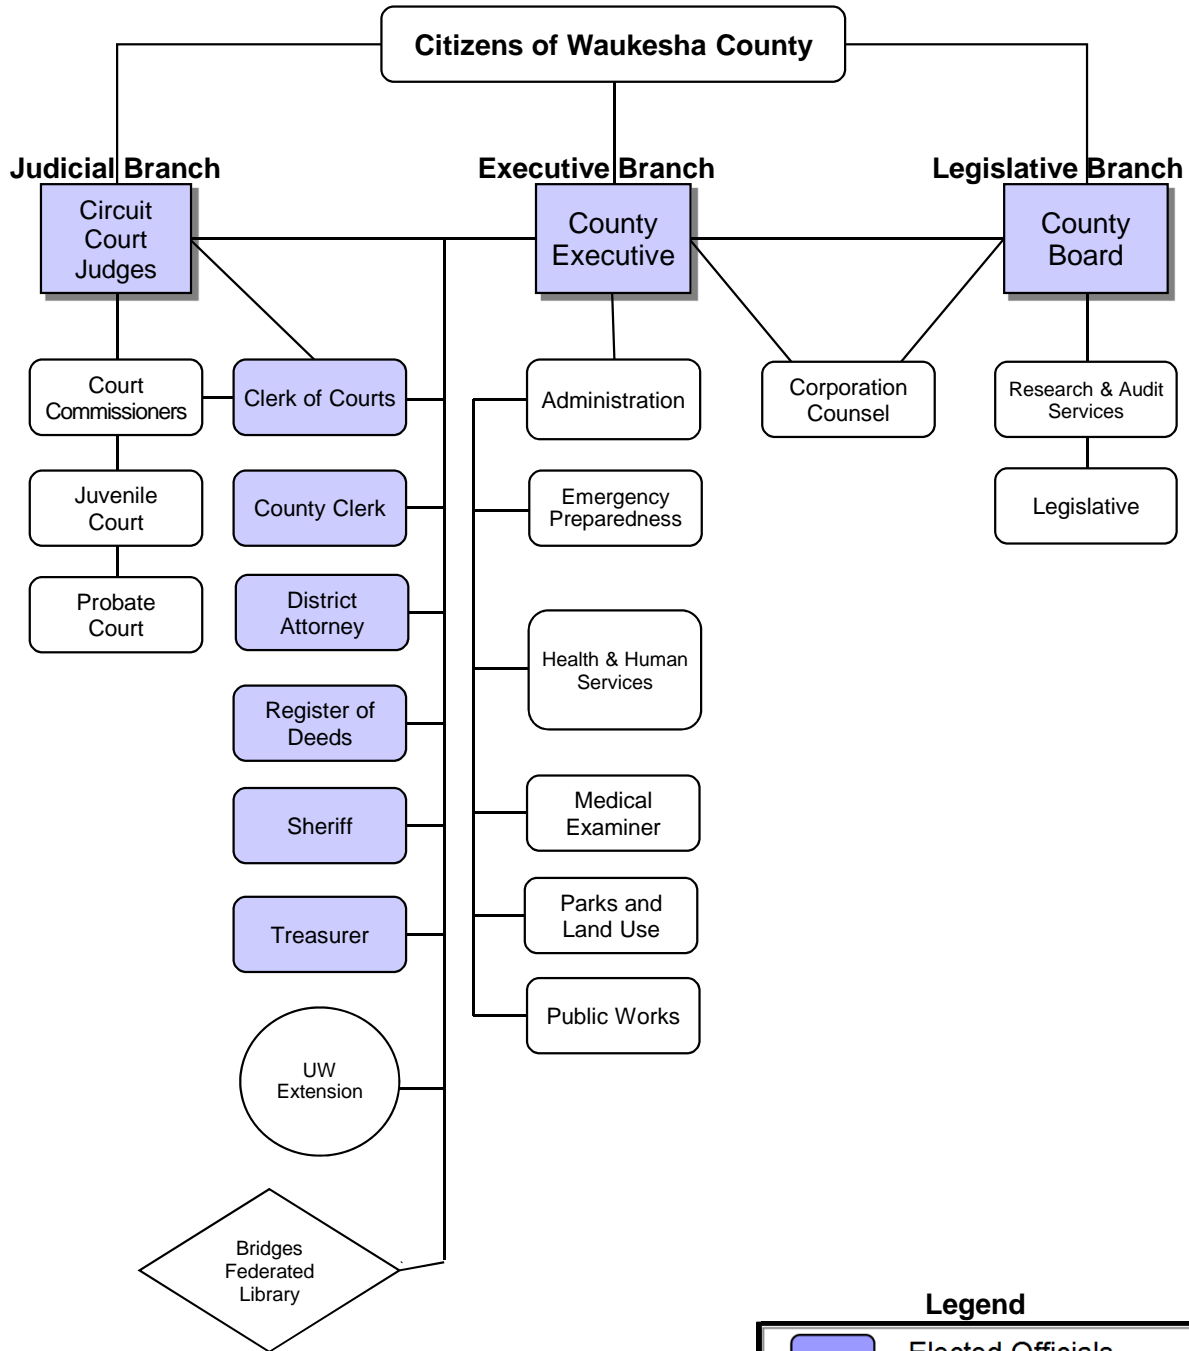 Citizens of Waukesha County
Judicial Branch
Executive Branch
Legislative Branch
Circuit
Court
Judges
County
Executive
County
Board
Court
Commissioners
Clerk of Courts
Administration
Corporation
Counsel
Research & Audit
Services
Juvenile
Court
County Clerk
Emergency
Preparedness
Legislative
Probate
Court
District
Attorney
Health & Human
Services
Register of
Deeds
Sheriff
Medical
Examiner
Treasurer
Parks and
Land Use
Public Works
UW
Extension
Bridges
Federated
Library
Legend
Elected Officials